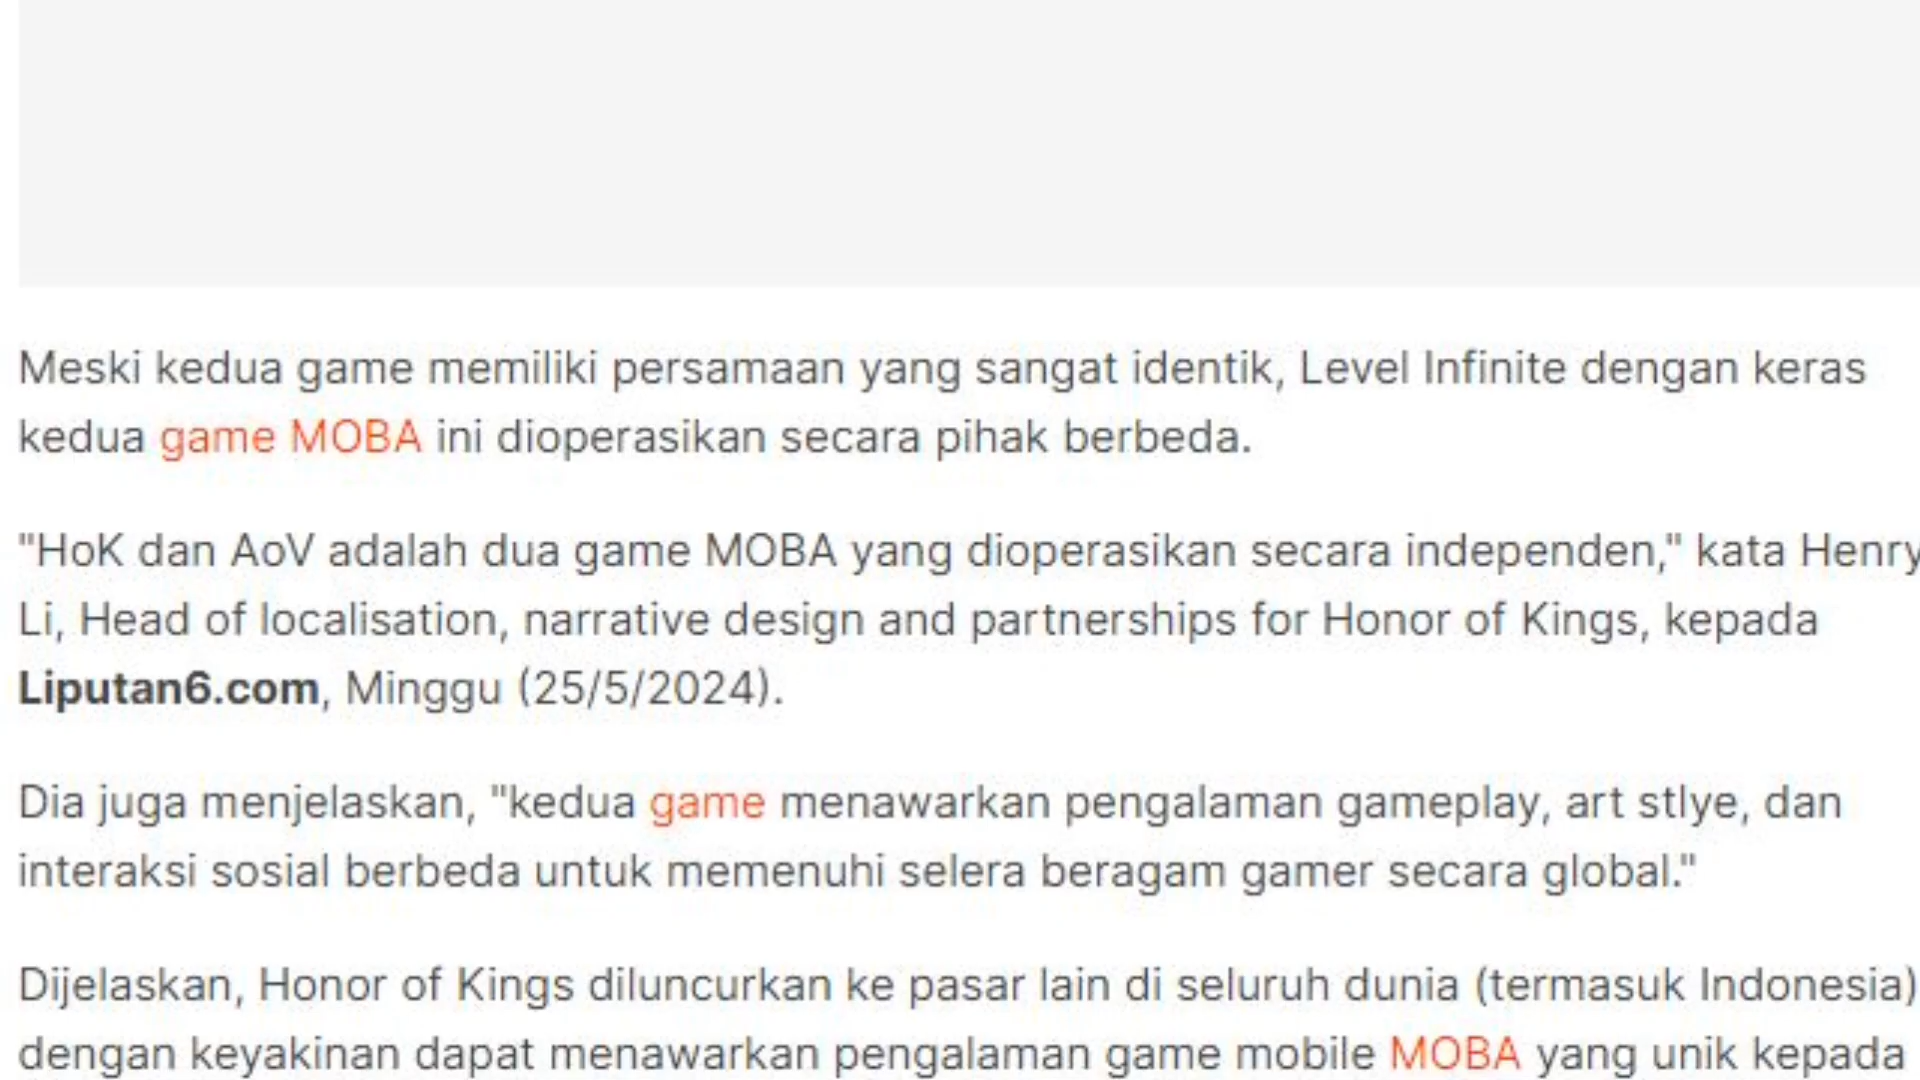 Meski kedua game memiliki persamaan yang sangat identik, Level Infinite dengan keras
kedua game MOBA ini dioperasikan secara pihak berbeda.
"HoK dan AoV adalah dua game MOBA yang dioperasikan secara independen," kata Henry
Li, Head of localisation, narrative design and partnerships for Honor of Kings, kepada
Liputan6.com, Minggu (25/5/2024).
Dia juga menjelaskan, "kedua game menawarkan pengalaman gameplay, art stlye, dan
interaksi sosial berbeda untuk memenuhi selera beragam gamer secara global."
Dijelaskan, Honor of Kings diluncurkan ke pasar lain di seluruh dunia (termasuk Indonesia)
dengan keyakinan dapat menawarkan pengalaman game mobile MOBA yang unik kepada